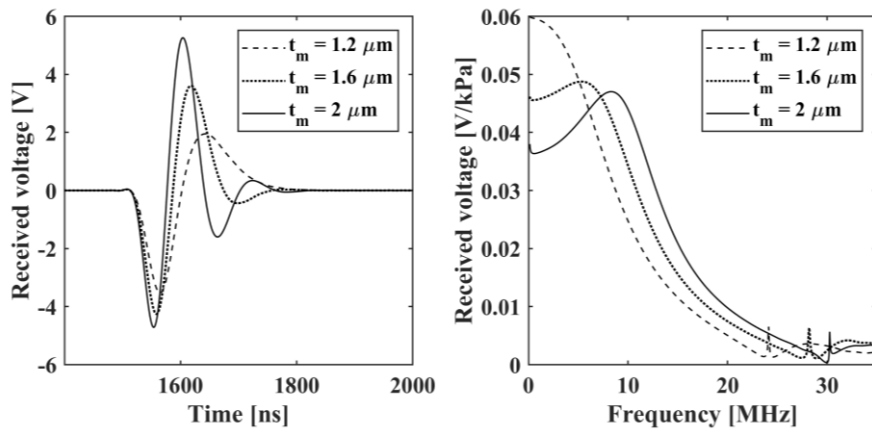 Received voltage [V]
6
4
2
0
-2
-4
-6
1600
1800
2000
Time [ns]
t_m = 1.2 μm
t_m = 1.6 μm
t_m = 2 μm
Received voltage [V/kPa]
0.06
0.05
0.04
0.03
0.02
0.01
0
0
10
20
30
Frequency [MHz]
t_m = 1.2 μm
t_m = 1.6 μm
t_m = 2 μm